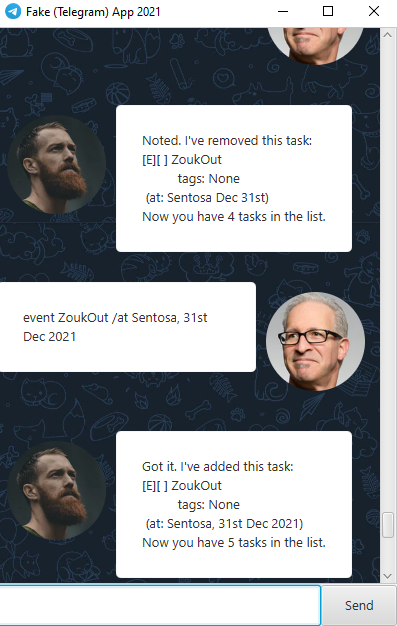 Fake (Telegram) App 2021
Noted. I've removed this task:
[E][ ] ZoukOut
tags: None
(at: Sentosa Dec 31st)
Now you have 4 tasks in the list.
event ZoukOut /at Sentosa, 31st
Dec 2021
Got it. I've added this task:
[E][ ] ZoukOut
tags: None
(at: Sentosa, 31st Dec 2021)
Now you have 5 tasks in the list.
Send